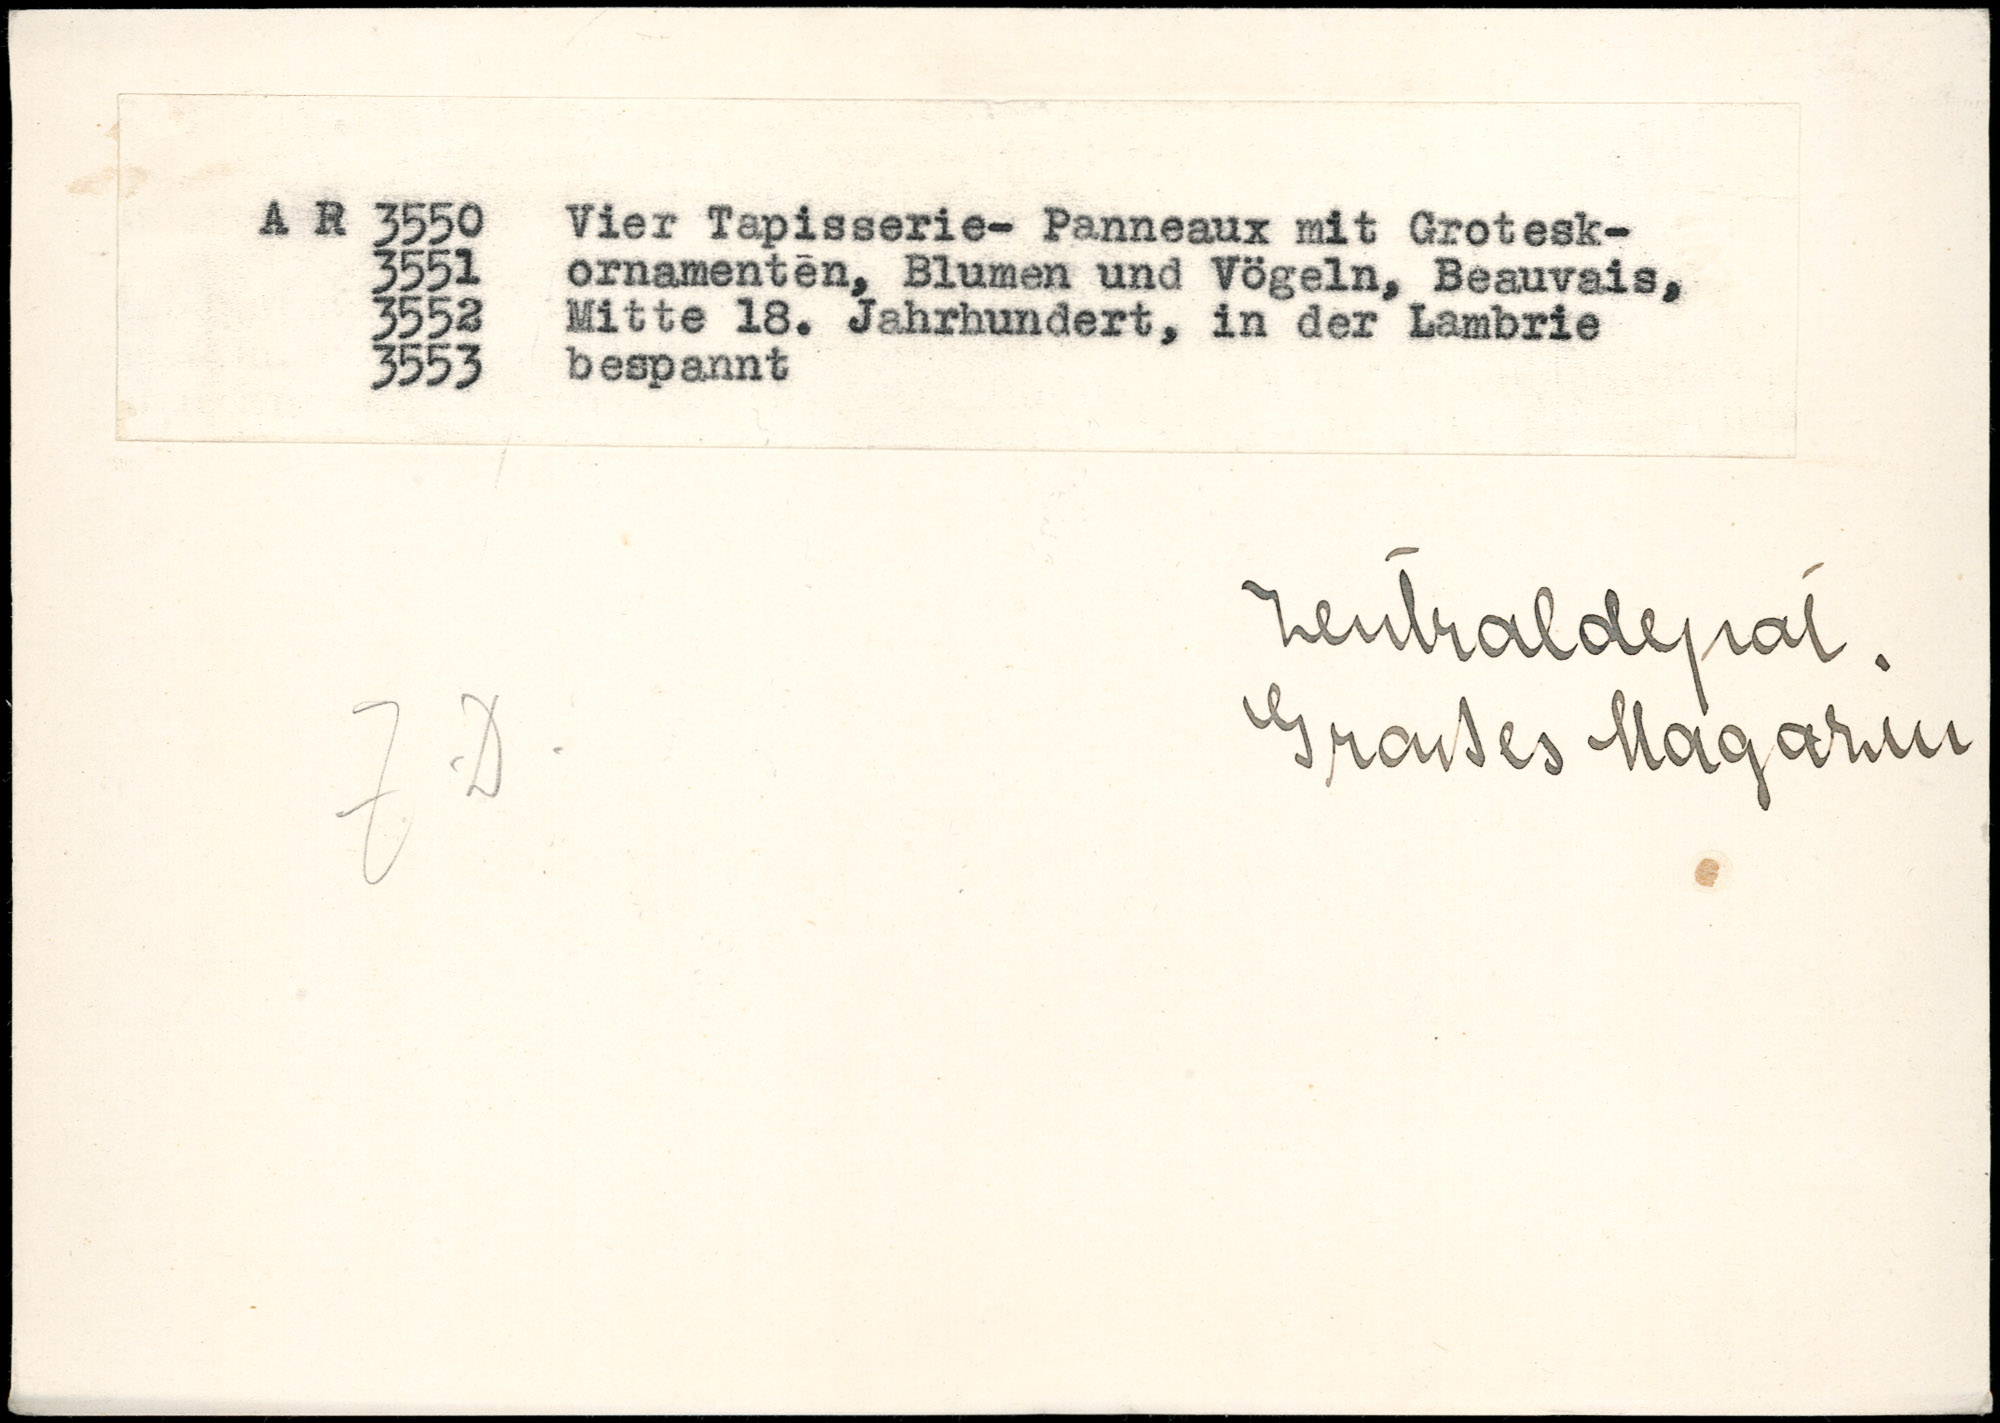 A R 3550 Vier Tapisserie- Panneaux mit Grotesk-
3551 ornamenten, Blumen und Vögeln, Beauvais,
3552 Mitte 18. Jahrhundert, in der Lambrie
3553 bespannt
Zentraldepot.
Grosses Magazin
Z.D.